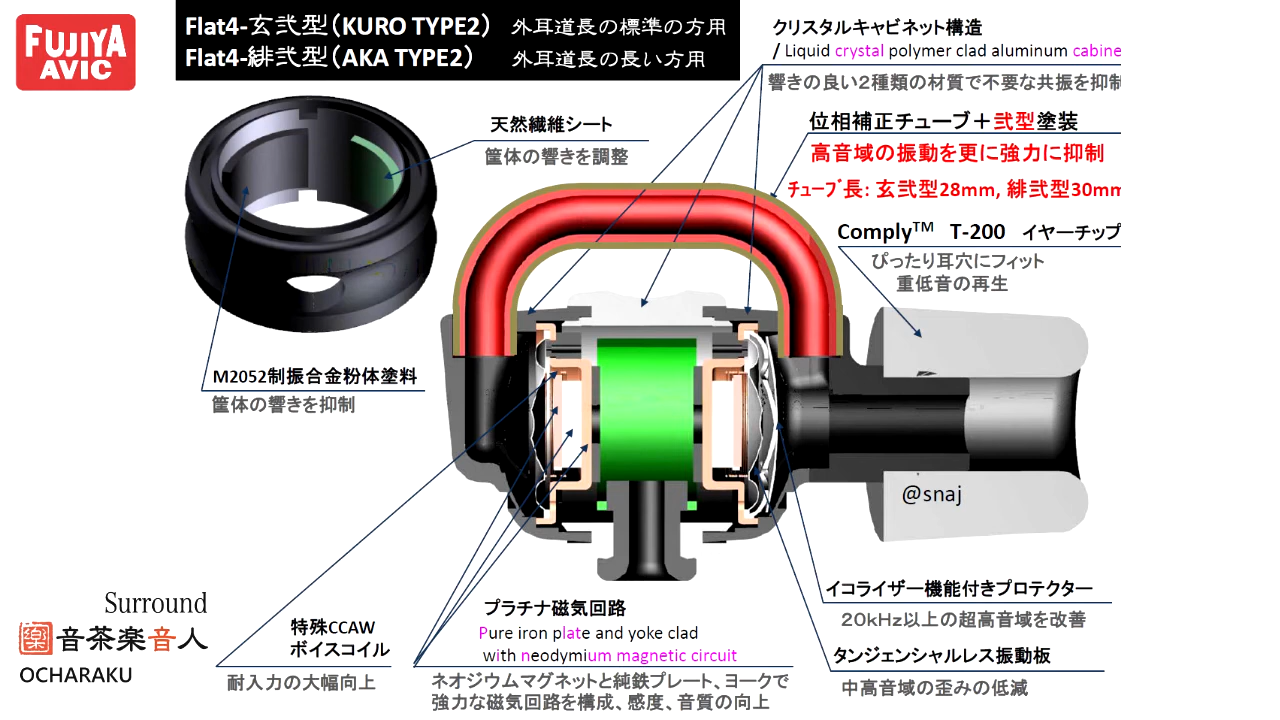 FUJIYA
AVIC
Flat4-玄弐型(KURO TYPE2) 外耳道長の標準の方用
Flat4-緋弐型(AKA TYPE2) 外耳道長の長い方用
クリスタルキャビネット構造
/ Liquid crystal polymer clad aluminum cabine
響きの良い2種類の材質で不要な共振を抑制
天然繊維シート
筐体の響きを調整
位相補正チューブ+弐型塗装
高音域の振動を更に強力に抑制
チューブ長: 玄弐型28mm, 緋弐型30mm
Comply™ T-200 イヤーチップ
ぴったり耳穴にフィット
重低音の再生
M2052制振合金粉体塗料
筐体の響きを抑制
@snaj
イコライザー機能付きプロテクター
20kHz以上の超高音域を改善
タンジェンシャルレス振動板
中高音域の歪みの低減
プラチナ磁気回路
Pure iron plate and yoke clad
with neodymium magnetic circuit
ネオジウムマグネットと純鉄プレート、ヨークで
強力な磁気回路を構成、感度、音質の向上
特殊CCAW
ボイスコイル
耐入力の大幅向上
Surround
楽 音茶楽音人
OCHARAKU